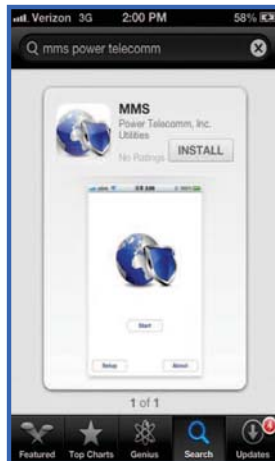 Verizon 3G 2:00 PM 58%
mms power telecomm
MMS
Power Telecomm, Inc.
Utilities
No Ratings INSTALL
Start
Setup About
1 of 1
4
Featured Top Charts Genius Search Updates